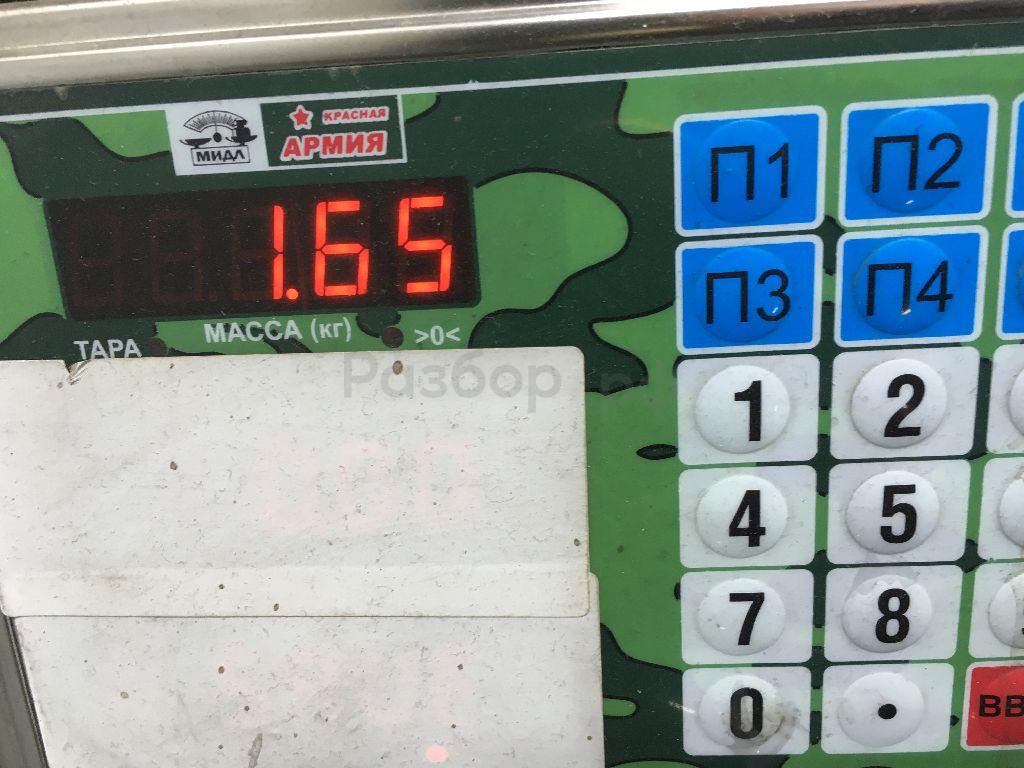 МИДЛ
КРАСНАЯ
АРМИЯ
1.65
ТАРА
МАССА (кг)
>0<
Разбор
П1
П2
П3
П4
1
2
4
5
7
8
0
.